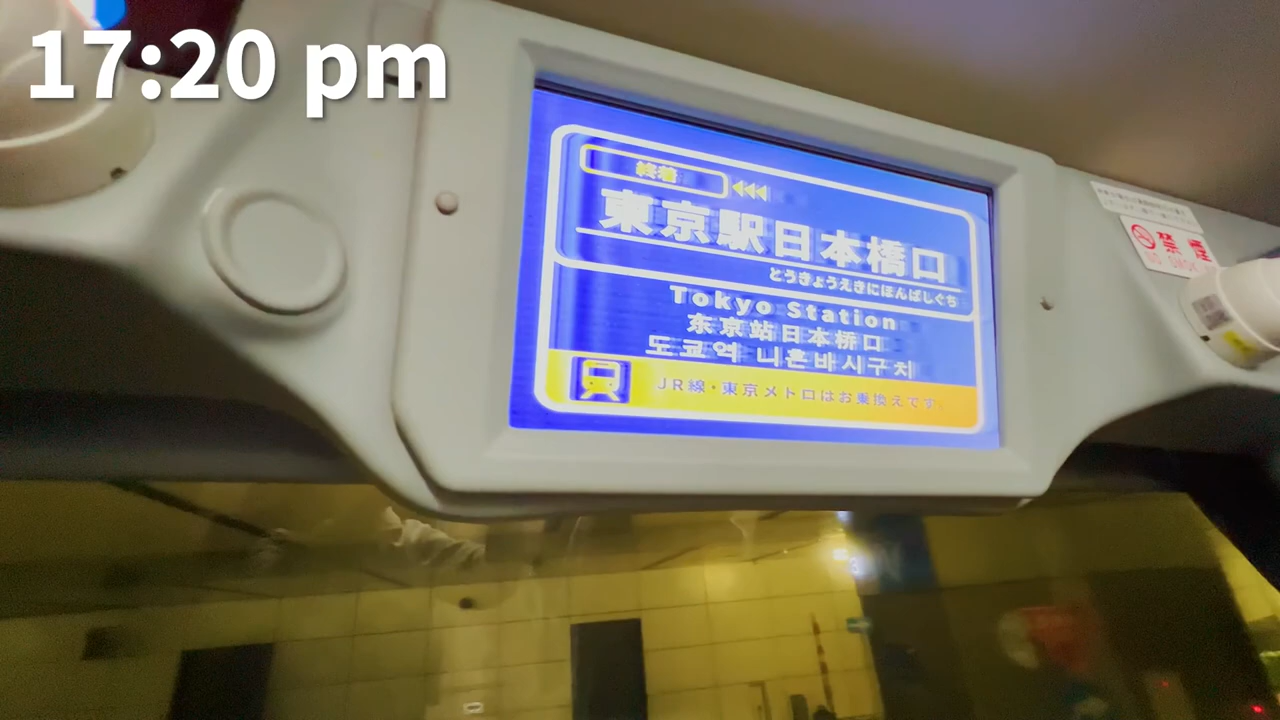 17:20 pm
終着
東京駅日本橋口
とうきょうえきにほんばしぐち
Tokyo Station
东京站日本桥口
도쿄역 니혼바시구치
JR線・東京メトロはお乗換えです
禁煙